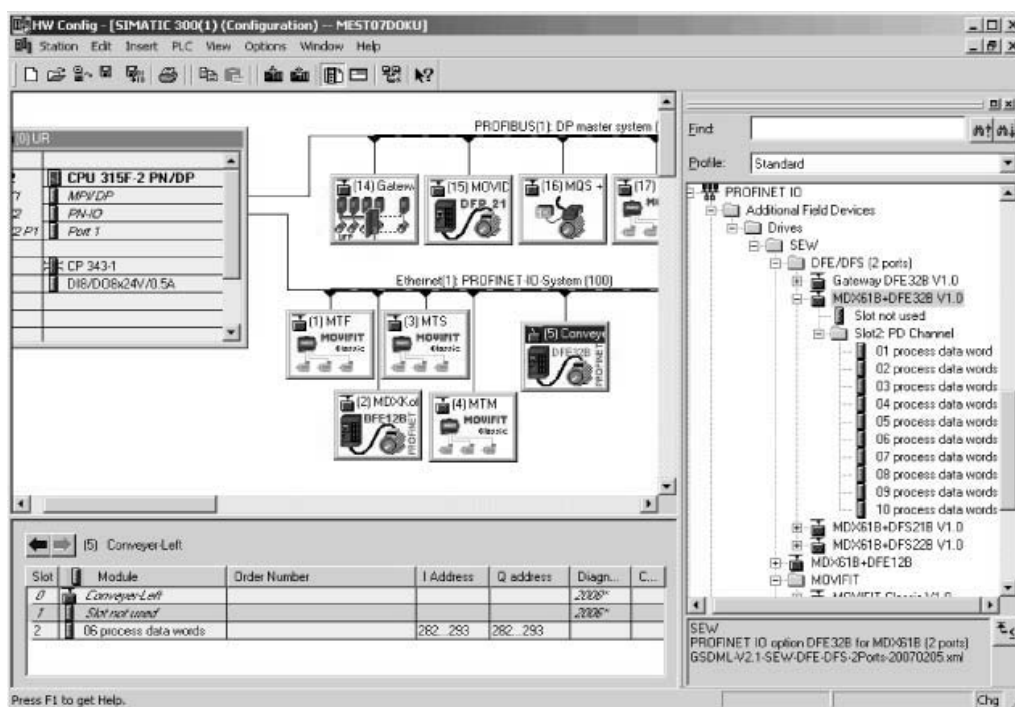 HW Config - [SIMATIC 300(1) (Configuration) -- MEST07DOKU]
Station Edit Insert PLC View Options Window Help
(0) UR
CPU 315F-2 PN/DP
MPI/DP
PN-IO
2 P1 Port 1
CP 343-1
DI8/DO8x24V/0.5A
PROFIBUS(1): DP master system (
(14) Gatew
(15) MOVID
DFP 21
(16) MQS +
(17)
Ethernet(1): PROFINET-IO-System (100)
(1) MTF
MOVIFIT
Classic
(3) MTS
MOVIFIT
Classic
(5) Conveye
DFE32B
PROFINET
(2) MDXKo
DFE12B
PROFINET
(4) MTM
MOVIFIT
Classic
Find:
Profile: Standard
PROFINET IO
Additional Field Devices
Drives
SEW
DFE/DFS (2 ports)
Gateway DFE32B V1.0
MDX61B+DFE32B V1.0
Slot not used
Slot2: PD Channel
01 process data word
02 process data words
03 process data words
04 process data words
05 process data words
06 process data words
07 process data words
08 process data words
09 process data words
10 process data words
MDX61B+DFS21B V1.0
MDX61B+DFS22B V1.0
MDX61B+DFE12B
MOVIFIT
MOVIFIT Classic V1.0
(5) Conveyer-Left
Slot Module Order Number I Address Q address Diagn... C...
0 Conveyer-Left
1 Slot not used
2 06 process data words 282...293 282...293
SEW
PROFINET IO option DFE32B for MDX61B (2 ports)
GSDML-V2.1-SEW-DFE-DFS-2Ports-20070205.xml
Press F1 to get Help.
Chg